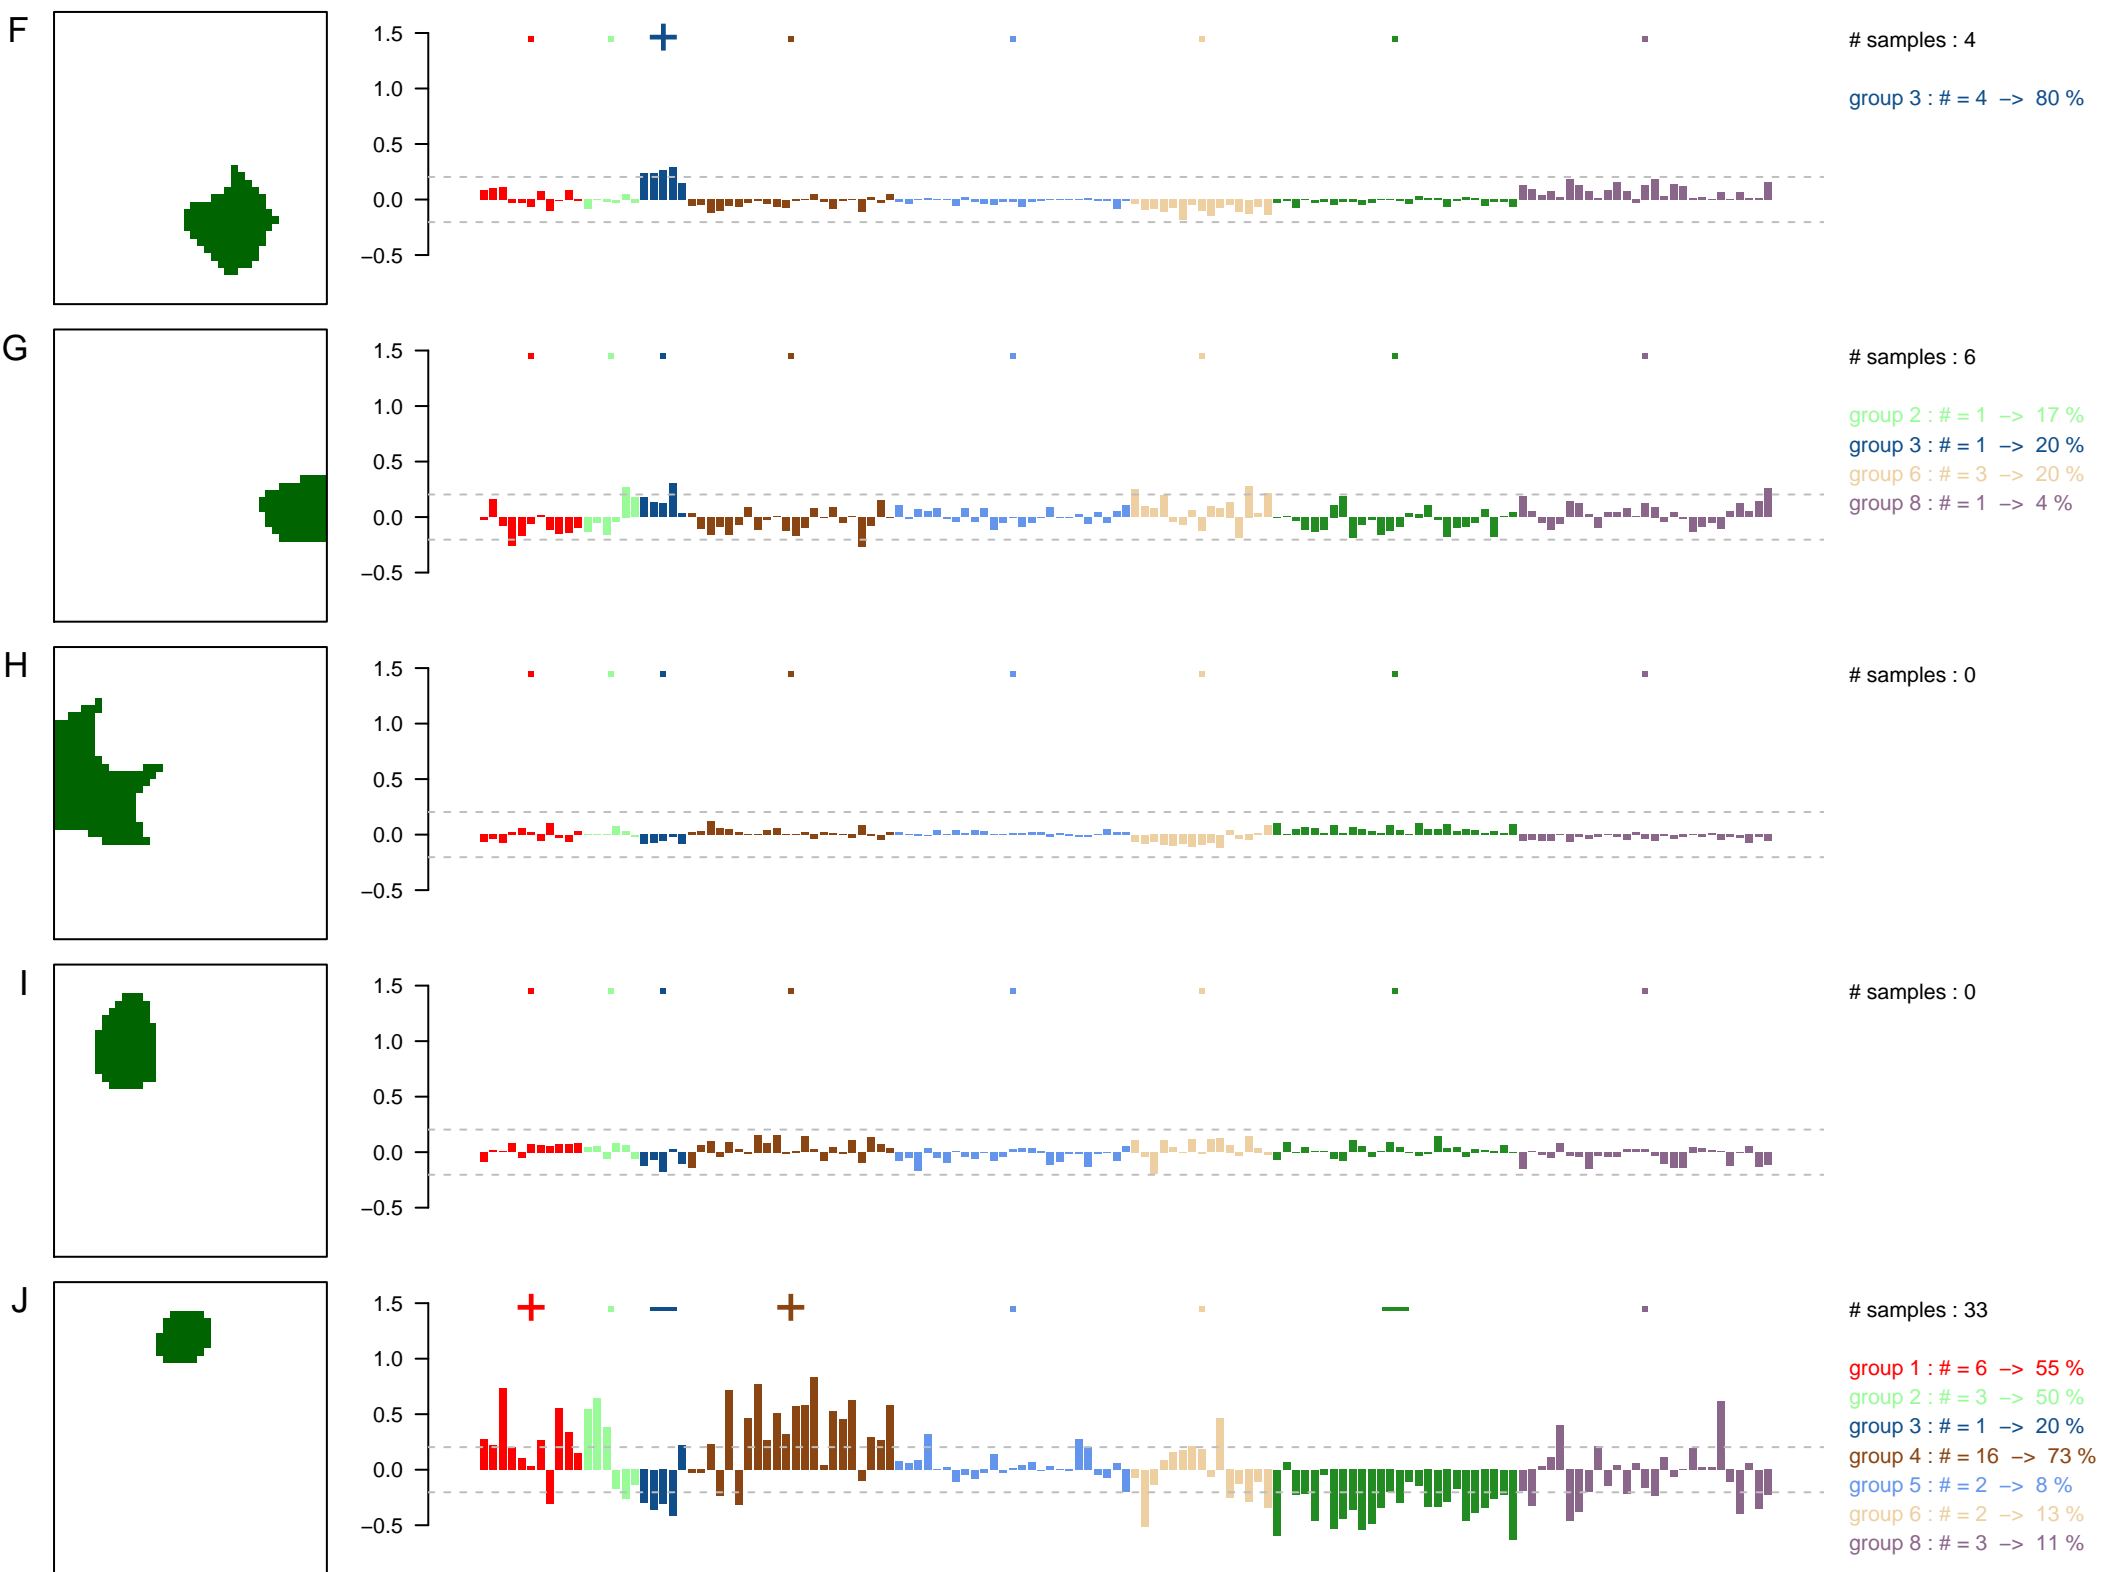 F
1.5
1.0
0.5
0.0
−0.5
# samples : 4
group 3 : # = 4 −> 80 %
G
1.5
1.0
0.5
0.0
−0.5
# samples : 6
group 2 : # = 1 −> 17 %
group 3 : # = 1 −> 20 %
group 6 : # = 3 −> 20 %
group 8 : # = 1 −> 4 %
H
1.5
1.0
0.5
0.0
−0.5
# samples : 0
I
1.5
1.0
0.5
0.0
−0.5
# samples : 0
J
1.5
1.0
0.5
0.0
−0.5
# samples : 33
group 1 : # = 6 −> 55 %
group 2 : # = 3 −> 50 %
group 3 : # = 1 −> 20 %
group 4 : # = 16 −> 73 %
group 5 : # = 2 −> 8 %
group 6 : # = 2 −> 13 %
group 8 : # = 3 −> 11 %